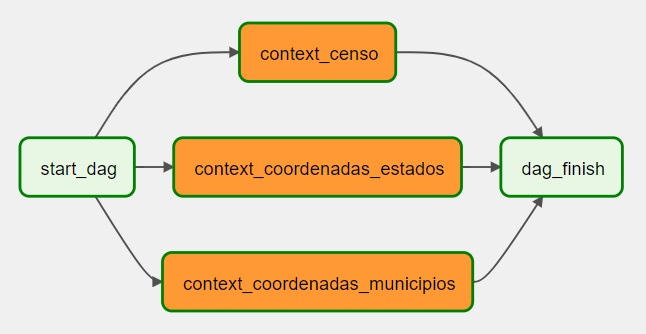 context_censo
start_dag
context_coordenadas_estados
dag_finish
context_coordenadas_municipios